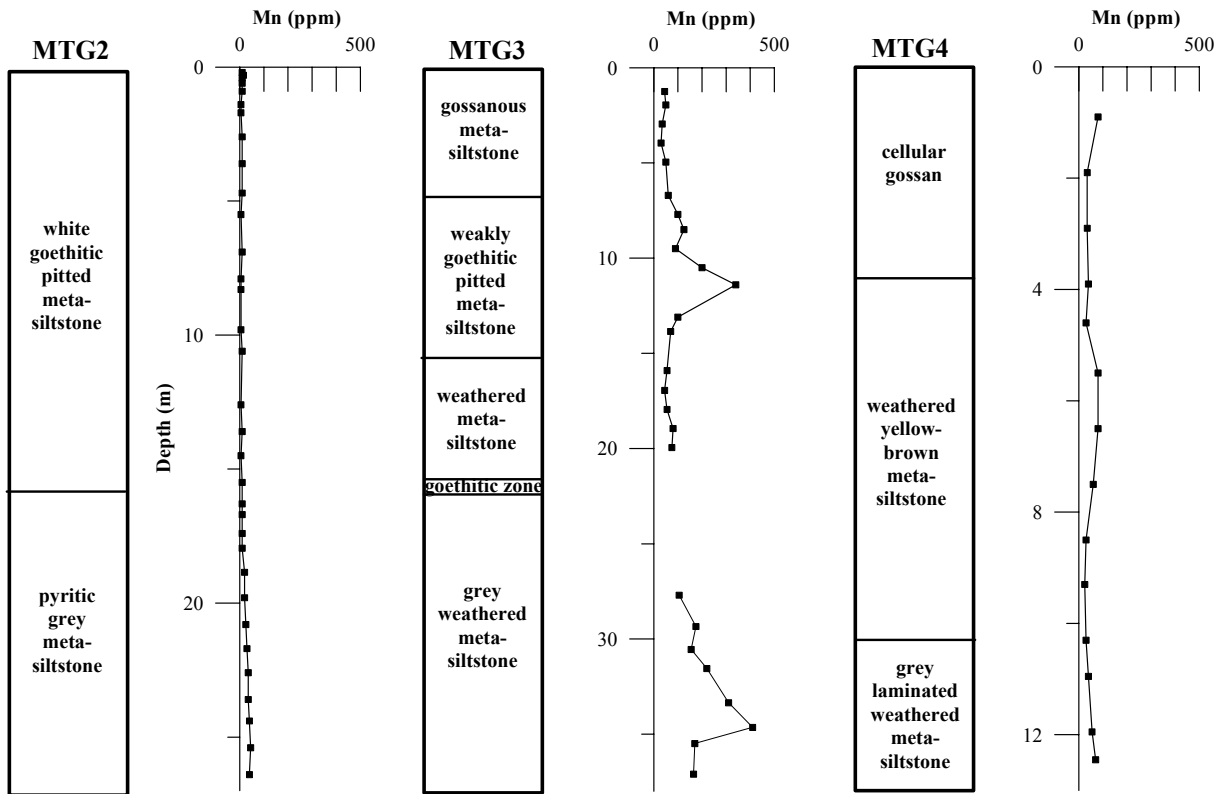 MTG2
white
goethitic
pitted
meta-
siltstone
pyritic
grey
meta-
siltstone
Mn (ppm)
0 500
0
10
20
Depth (m)
MTG3
gossanous
meta-
siltstone
weakly
goethitic
pitted
meta-
siltstone
weathered
meta-
siltstone
goethitic zone
grey
weathered
meta-
siltstone
Mn (ppm)
0 500
0
10
20
30
MTG4
cellular
gossan
weathered
yellow-
brown
meta-
siltstone
grey
laminated
weathered
meta-
siltstone
Mn (ppm)
0 500
0
4
8
12